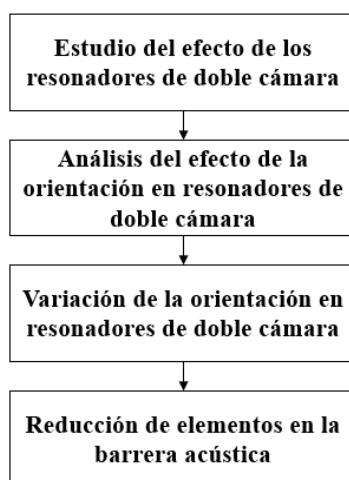 Estudio del efecto de los
resonadores de doble cámara
Análisis del efecto de la
orientación en resonadores de
doble cámara
Variación de la orientación en
resonadores de doble cámara
Reducción de elementos en la
barrera acústica